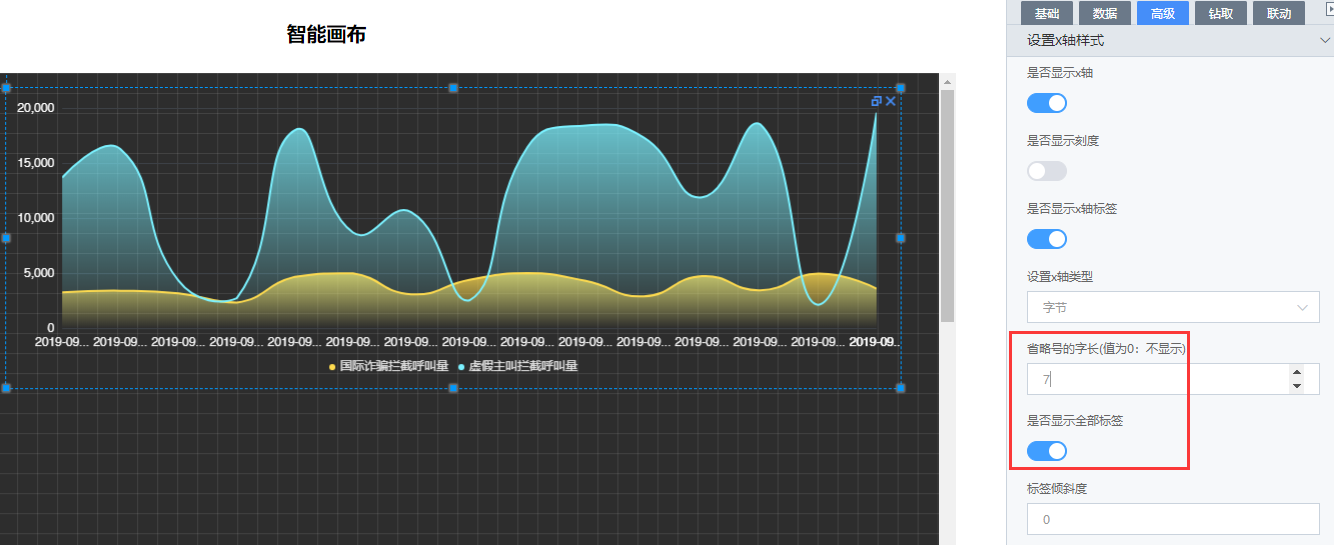 智能画布
20,000
15,000
10,000
5,000
0
2019-09... 2019-09... 2019-09... 2019-09... 2019-09... 2019-09... 2019-09... 2019-09... 2019-09... 2019-09... 2019-09... 2019-09... 2019-09... 2019-09... 2019-09..
国际诈骗拦截呼叫量 虚假主叫拦截呼叫量
基础 数据 高级 钻取 联动
设置x轴样式
是否显示x轴
是否显示刻度
是否显示x轴标签
设置x轴类型
字节
省略号的字长(值为0：不显示)
7
是否显示全部标签
标签倾斜度
0